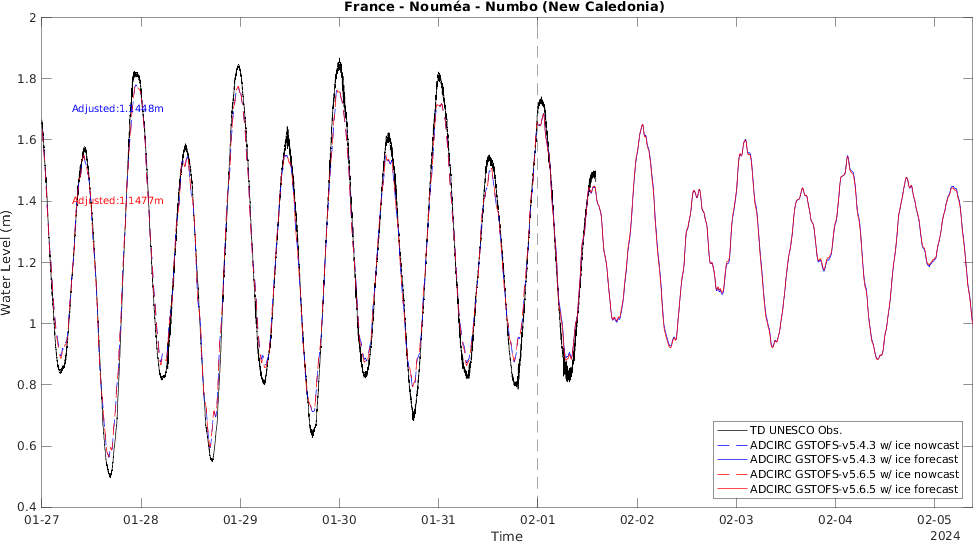 France - Nouméa - Numbo (New Caledonia)
2
1.8
1.6
1.4
1.2
1
0.8
0.6
0.4
Water Level (m)
Adjusted:1.1448m
Adjusted:1.1477m
TD UNESCO Obs.
ADCIRC GSTOFS-v5.4.3 w/ ice nowcast
ADCIRC GSTOFS-v5.4.3 w/ ice forecast
ADCIRC GSTOFS-v5.6.5 w/ ice nowcast
ADCIRC GSTOFS-v5.6.5 w/ ice forecast
01-27 01-28 01-29 01-30 01-31 02-01 02-02 02-03 02-04 02-05
Time
2024